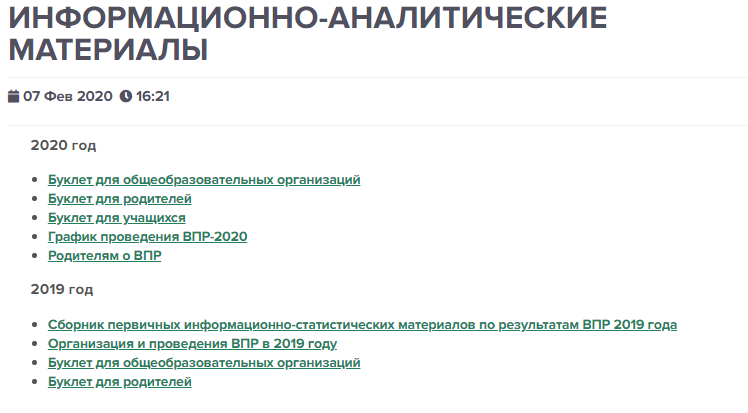 ИНФОРМАЦИОННО-АНАЛИТИЧЕСКИЕ
МАТЕРИАЛЫ
07 Фев 2020 16:21
2020 год
Буклет для общеобразовательных организаций
Буклет для родителей
Буклет для учащихся
График проведения ВПР-2020
Родителям о ВПР
2019 год
Сборник первичных информационно-статистических материалов по результатам ВПР 2019 года
Организация и проведения ВПР в 2019 году
Буклет для общеобразовательных организаций
Буклет для родителей